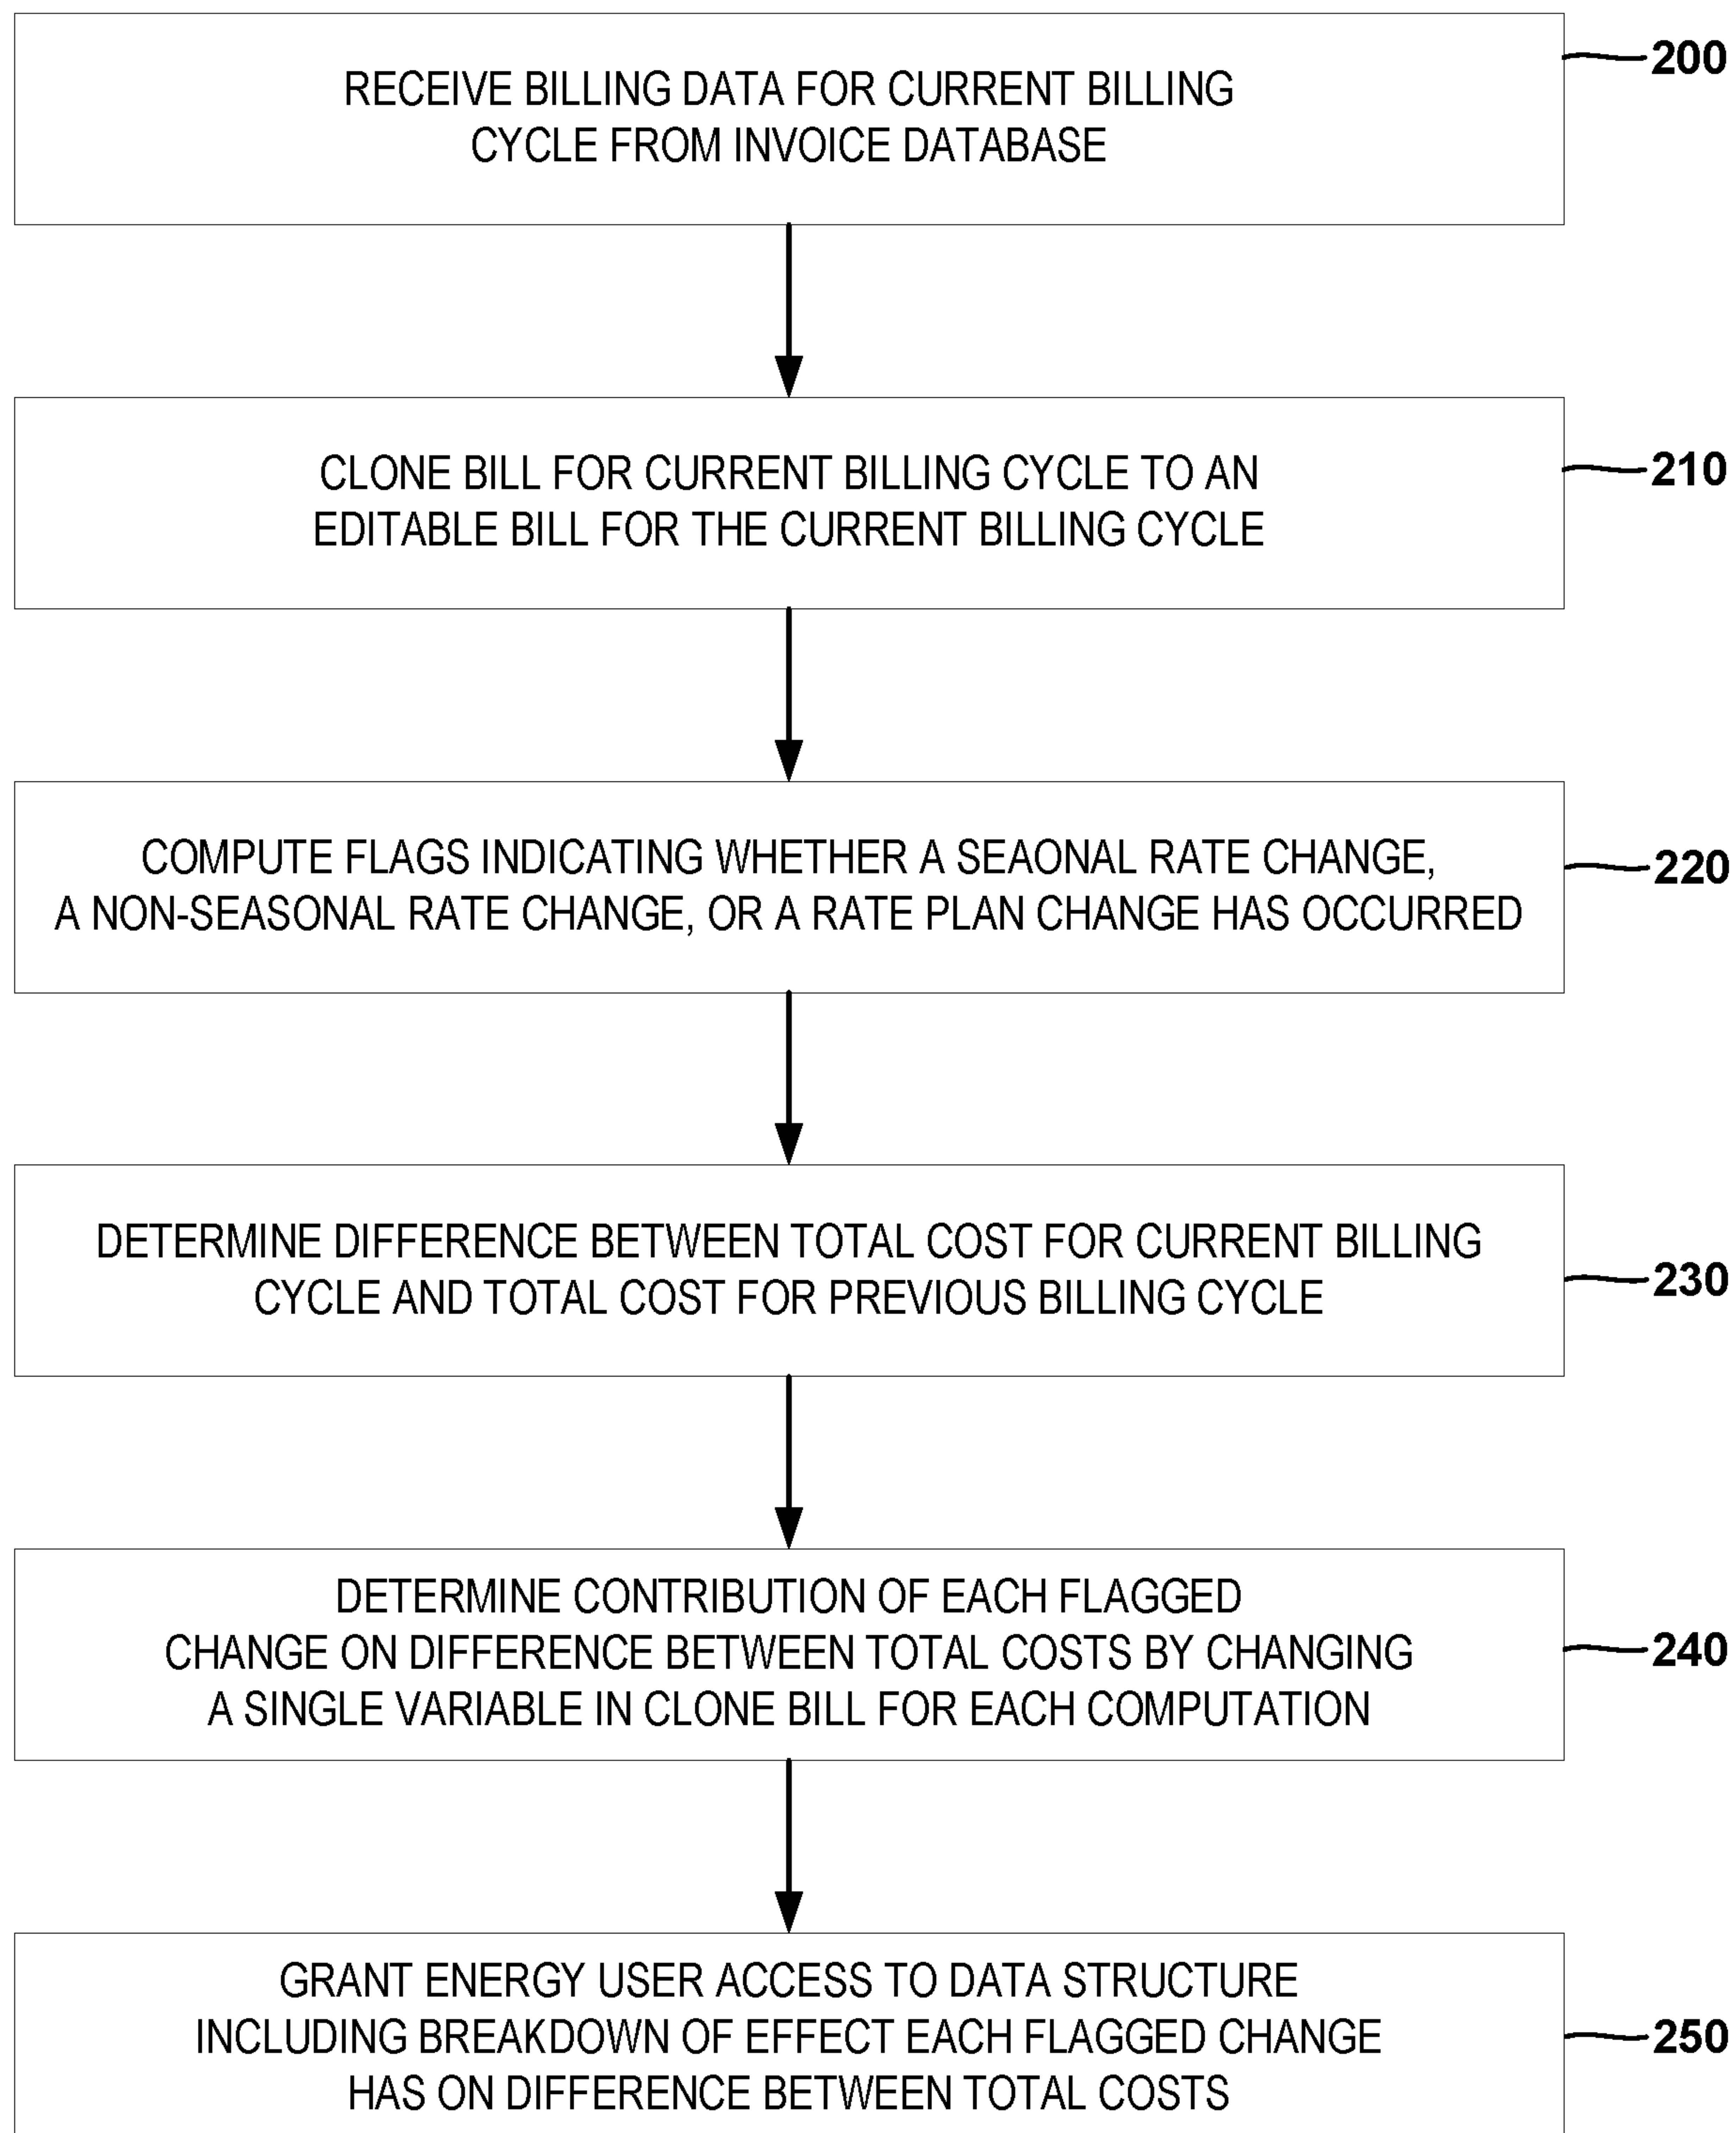 RECEIVE BILLING DATA FOR CURRENT BILLING
CYCLE FROM INVOICE DATABASE
200
CLONE BILL FOR CURRENT BILLING CYCLE TO AN
EDITABLE BILL FOR THE CURRENT BILLING CYCLE
210
COMPUTE FLAGS INDICATING WHETHER A SEAONAL RATE CHANGE,
A NON-SEASONAL RATE CHANGE, OR A RATE PLAN CHANGE HAS OCCURRED
220
DETERMINE DIFFERENCE BETWEEN TOTAL COST FOR CURRENT BILLING
CYCLE AND TOTAL COST FOR PREVIOUS BILLING CYCLE
230
DETERMINE CONTRIBUTION OF EACH FLAGGED
CHANGE ON DIFFERENCE BETWEEN TOTAL COSTS BY CHANGING
A SINGLE VARIABLE IN CLONE BILL FOR EACH COMPUTATION
240
GRANT ENERGY USER ACCESS TO DATA STRUCTURE
INCLUDING BREAKDOWN OF EFFECT EACH FLAGGED CHANGE
HAS ON DIFFERENCE BETWEEN TOTAL COSTS
250